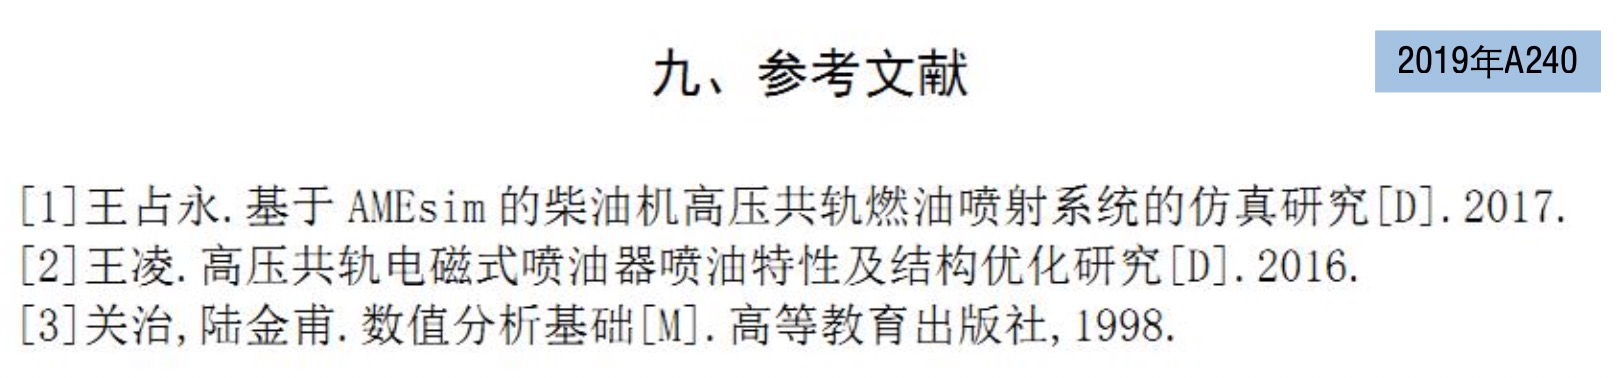 九、参考文献
2019年A240
[1]王占永.基于 AMEsim 的柴油机高压共轨燃油喷射系统的仿真研究[D].2017.
[2]王凌.高压共轨电磁式喷油器喷油特性及结构优化研究[D].2016.
[3]关治,陆金甫.数值分析基础[M].高等教育出版社,1998.